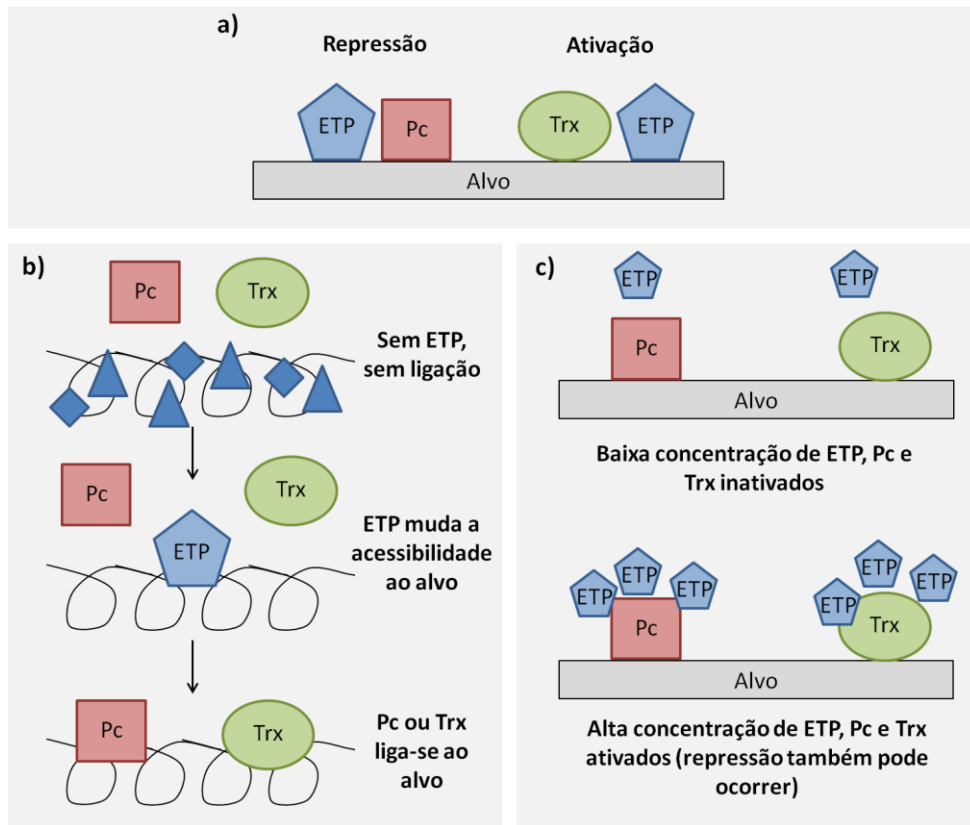 a)
Repressão
Ativação
ETP
Pc
Trx
ETP
Alvo
b)
Pc
Trx
Sem ETP,
sem ligação
Pc
Trx
ETP
ETP muda a
acessibilidade
ao alvo
Pc
Trx
Pc ou Trx
liga-se ao
alvo
c)
ETP
ETP
Pc
Trx
Alvo
Baixa concentração de ETP, Pc e
Trx inativados
ETP
ETP
ETP
Pc
ETP
ETP
ETP
Trx
Alvo
Alta concentração de ETP, Pc e Trx
ativados (repressão também pode
ocorrer)